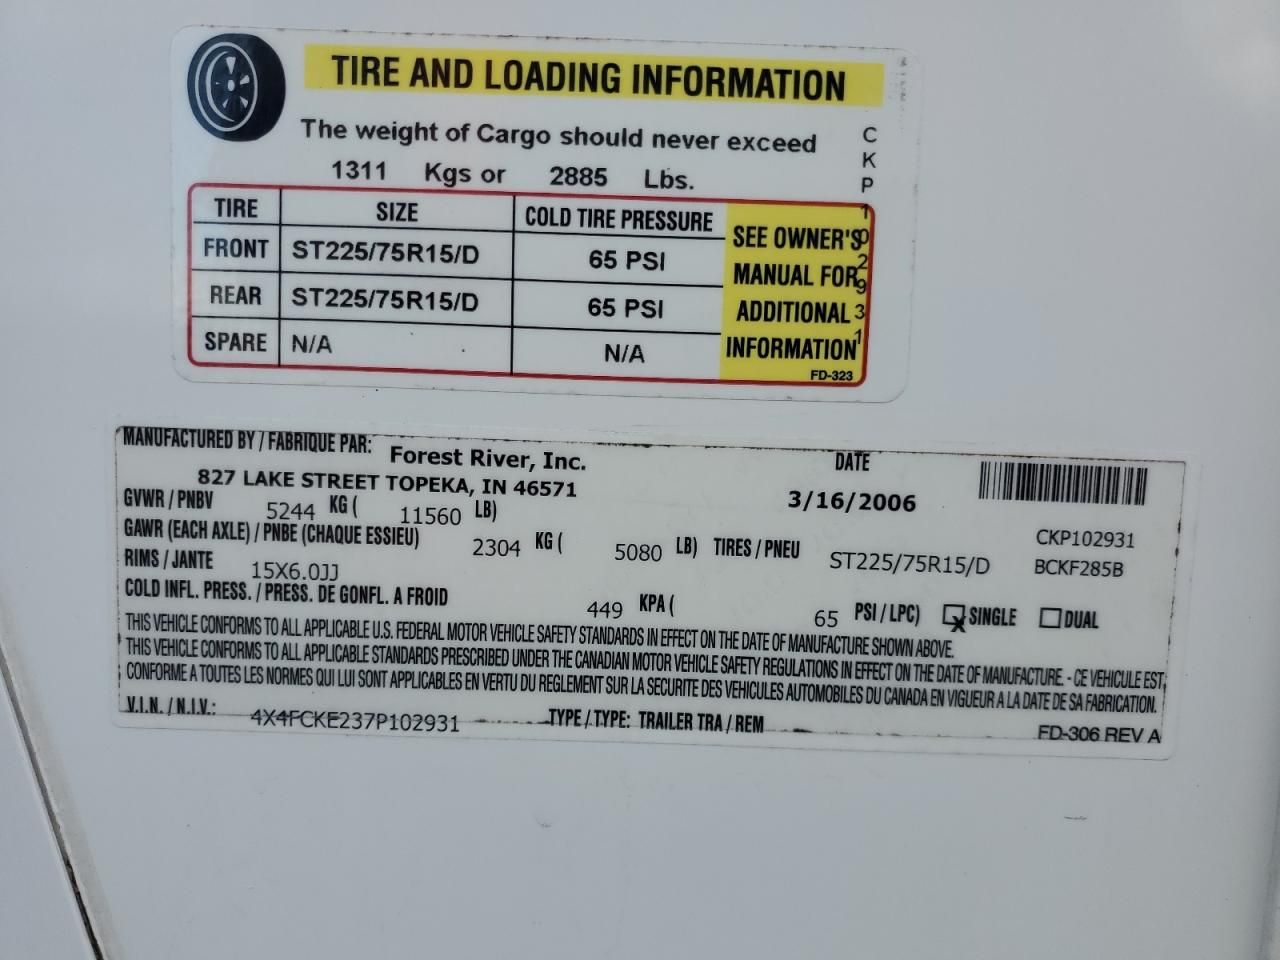 TIRE AND LOADING INFORMATION
The weight of Cargo should never exceed
1311 Kgs or 2885 Lbs.
TIRE SIZE COLD TIRE PRESSURE
FRONT ST225/75R15/D 65 PSI
REAR ST225/75R15/D 65 PSI
SPARE N/A N/A
SEE OWNER'S
MANUAL FOR
ADDITIONAL
INFORMATION
FD-323
CKP102931
MANUFACTURED BY / FABRIQUE PAR: Forest River, Inc. DATE
827 LAKE STREET TOPEKA, IN 46571 3/16/2006
GVWR / PNBV 5244 KG ( 11560 LB) CKP102931
GAWR (EACH AXLE) / PNBE (CHAQUE ESSIEU) 2304 KG ( 5080 LB) TIRES / PNEU ST225/75R15/D BCKF285B
RIMS / JANTE 15X6.0JJ
COLD INFL. PRESS. / PRESS. DE GONFL. A FROID 449 KPA ( 65 PSI / LPC) X SINGLE DUAL
THIS VEHICLE CONFORMS TO ALL APPLICABLE U.S. FEDERAL MOTOR VEHICLE SAFETY STANDARDS IN EFFECT ON THE DATE OF MANUFACTURE SHOWN ABOVE.
THIS VEHICLE CONFORMS TO ALL APPLICABLE STANDARDS PRESCRIBED UNDER THE CANADIAN MOTOR VEHICLE SAFETY REGULATIONS IN EFFECT ON THE DATE OF MANUFACTURE. - CE VEHICULE EST
CONFORME A TOUTES LES NORMES QUI LUI SONT APPLICABLES EN VERTU DU REGLEMENT SUR LA SECURITE DES VEHICULES AUTOMOBILES DU CANADA EN VIGUEUR A LA DATE DE SA FABRICATION.
V.I.N. / N.I.V.: 4X4FCKE237P102931 TYPE / TYPE: TRAILER TRA / REM FD-306 REV A